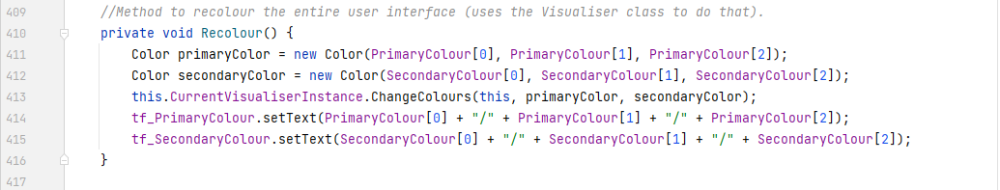 409 //Method to recolour the entire user interface (uses the Visualiser class to do that).
410 private void Recolour() {
411 Color primaryColor = new Color(PrimaryColour[0], PrimaryColour[1], PrimaryColour[2]);
412 Color secondaryColor = new Color(SecondaryColour[0], SecondaryColour[1], SecondaryColour[2]);
413 this.CurrentVisualiserInstance.ChangeColours(this, primaryColor, secondaryColor);
414 tf_PrimaryColour.setText(PrimaryColour[0] + "/" + PrimaryColour[1] + "/" + PrimaryColour[2]);
415 tf_SecondaryColour.setText(SecondaryColour[0] + "/" + SecondaryColour[1] + "/" + SecondaryColour[2]);
416 }
417